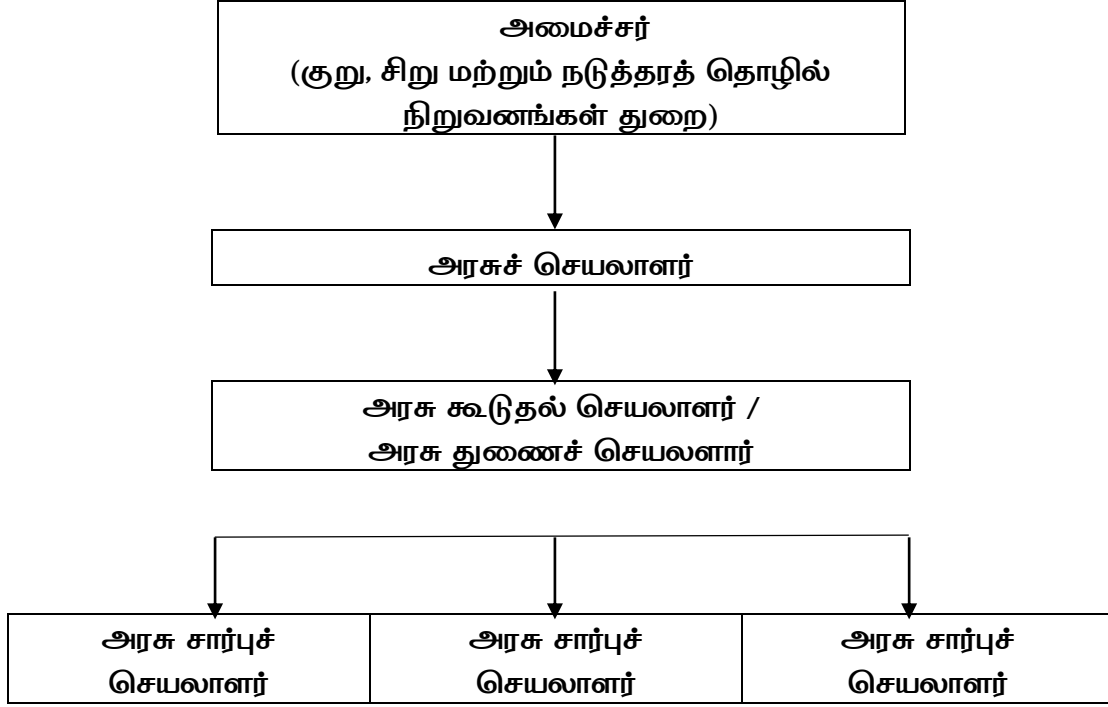 அமைச்சர்
(குறு, சிறு மற்றும் நடுத்தரத் தொழில்
நிறுவனங்கள் துறை)
அரசுச் செயலாளர்
அரசு கூடுதல் செயலாளர் /
அரசு துணைச் செயலளார்
அரசு சார்புச்
செயலாளர்
அரசு சார்புச்
செயலாளர்
அரசு சார்புச்
செயலாளர்